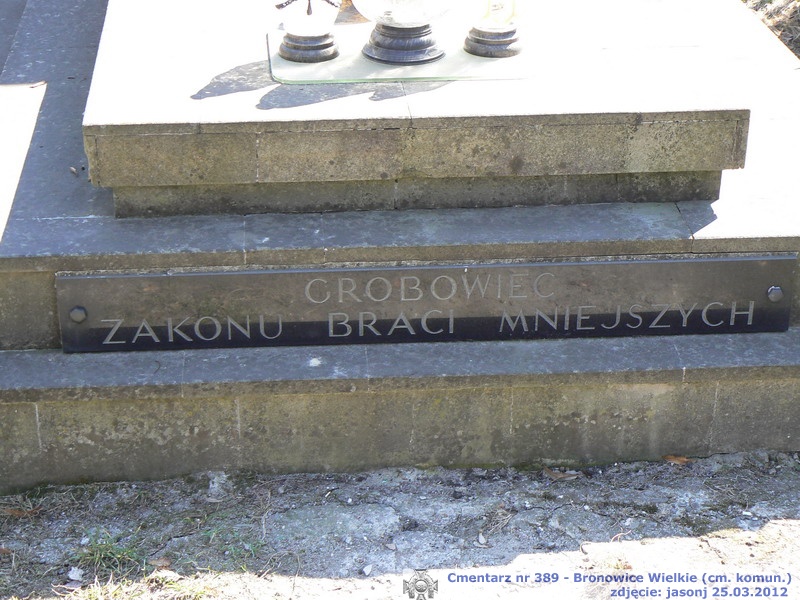 GROBOWIEC
ZAKONU BRACI MNIEJSZYCH
Cmentarz nr 389 - Bronowice Wielkie (cm. komun.)
zdjęcie: jasonj 25.03.2012